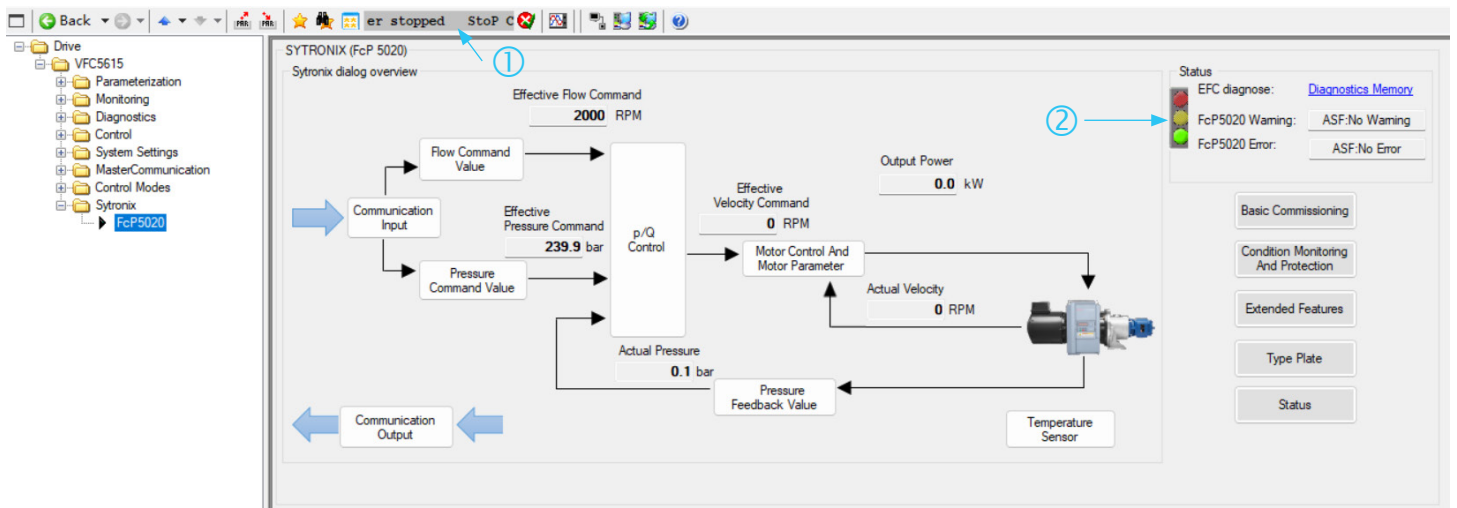 Back
PAR
PAR
er stopped StoP C
①
Drive
VFC5615
Parameterization
Monitoring
Diagnostics
Control
System Settings
MasterCommunication
Control Modes
Sytronix
FcP5020
SYTRONIX (FcP 5020)
Sytronix dialog overview
Effective Flow Command
2000 RPM
Flow Command
Value
Communication
Input
Effective
Pressure Command
239.9 bar
Pressure
Command Value
p/Q
Control
Effective
Velocity Command
0 RPM
Output Power
0.0 kW
Motor Control And
Motor Parameter
Actual Velocity
0 RPM
Actual Pressure
0.1 bar
Pressure
Feedback Value
Communication
Output
Temperature
Sensor
②
Status
EFC diagnose: Diagnostics Memory
FcP5020 Warning: ASF:No Warning
FcP5020 Error: ASF:No Error
Basic Commissioning
Condition Monitoring
And Protection
Extended Features
Type Plate
Status